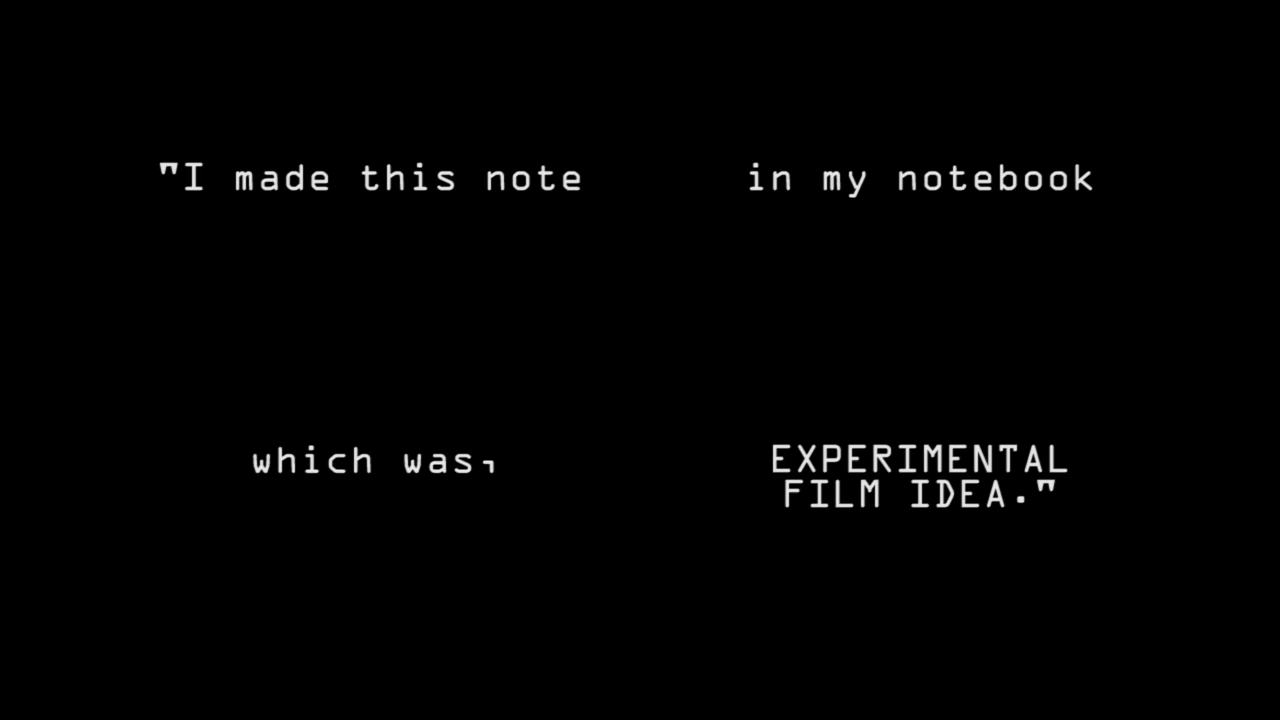 "I made this note
in my notebook
which was,
EXPERIMENTAL
FILM IDEA."